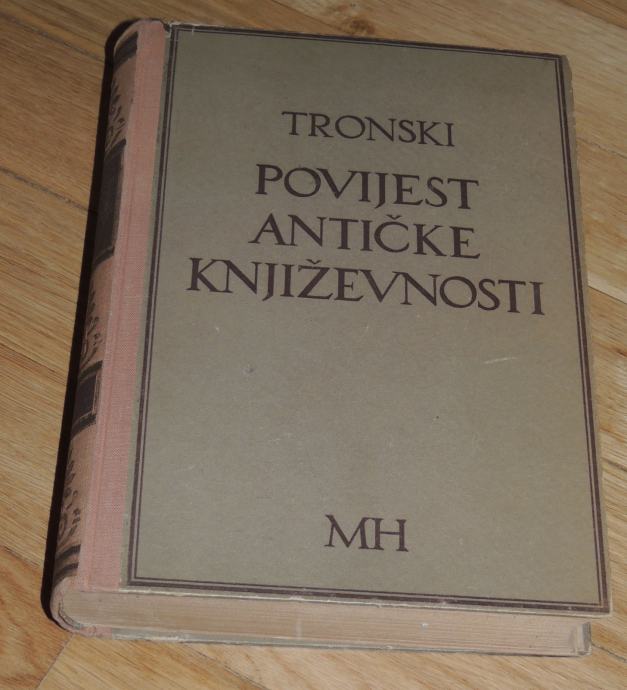 TRONSKI
POVIJEST
ANTIČKE
KNJIŽEVNOSTI
MH